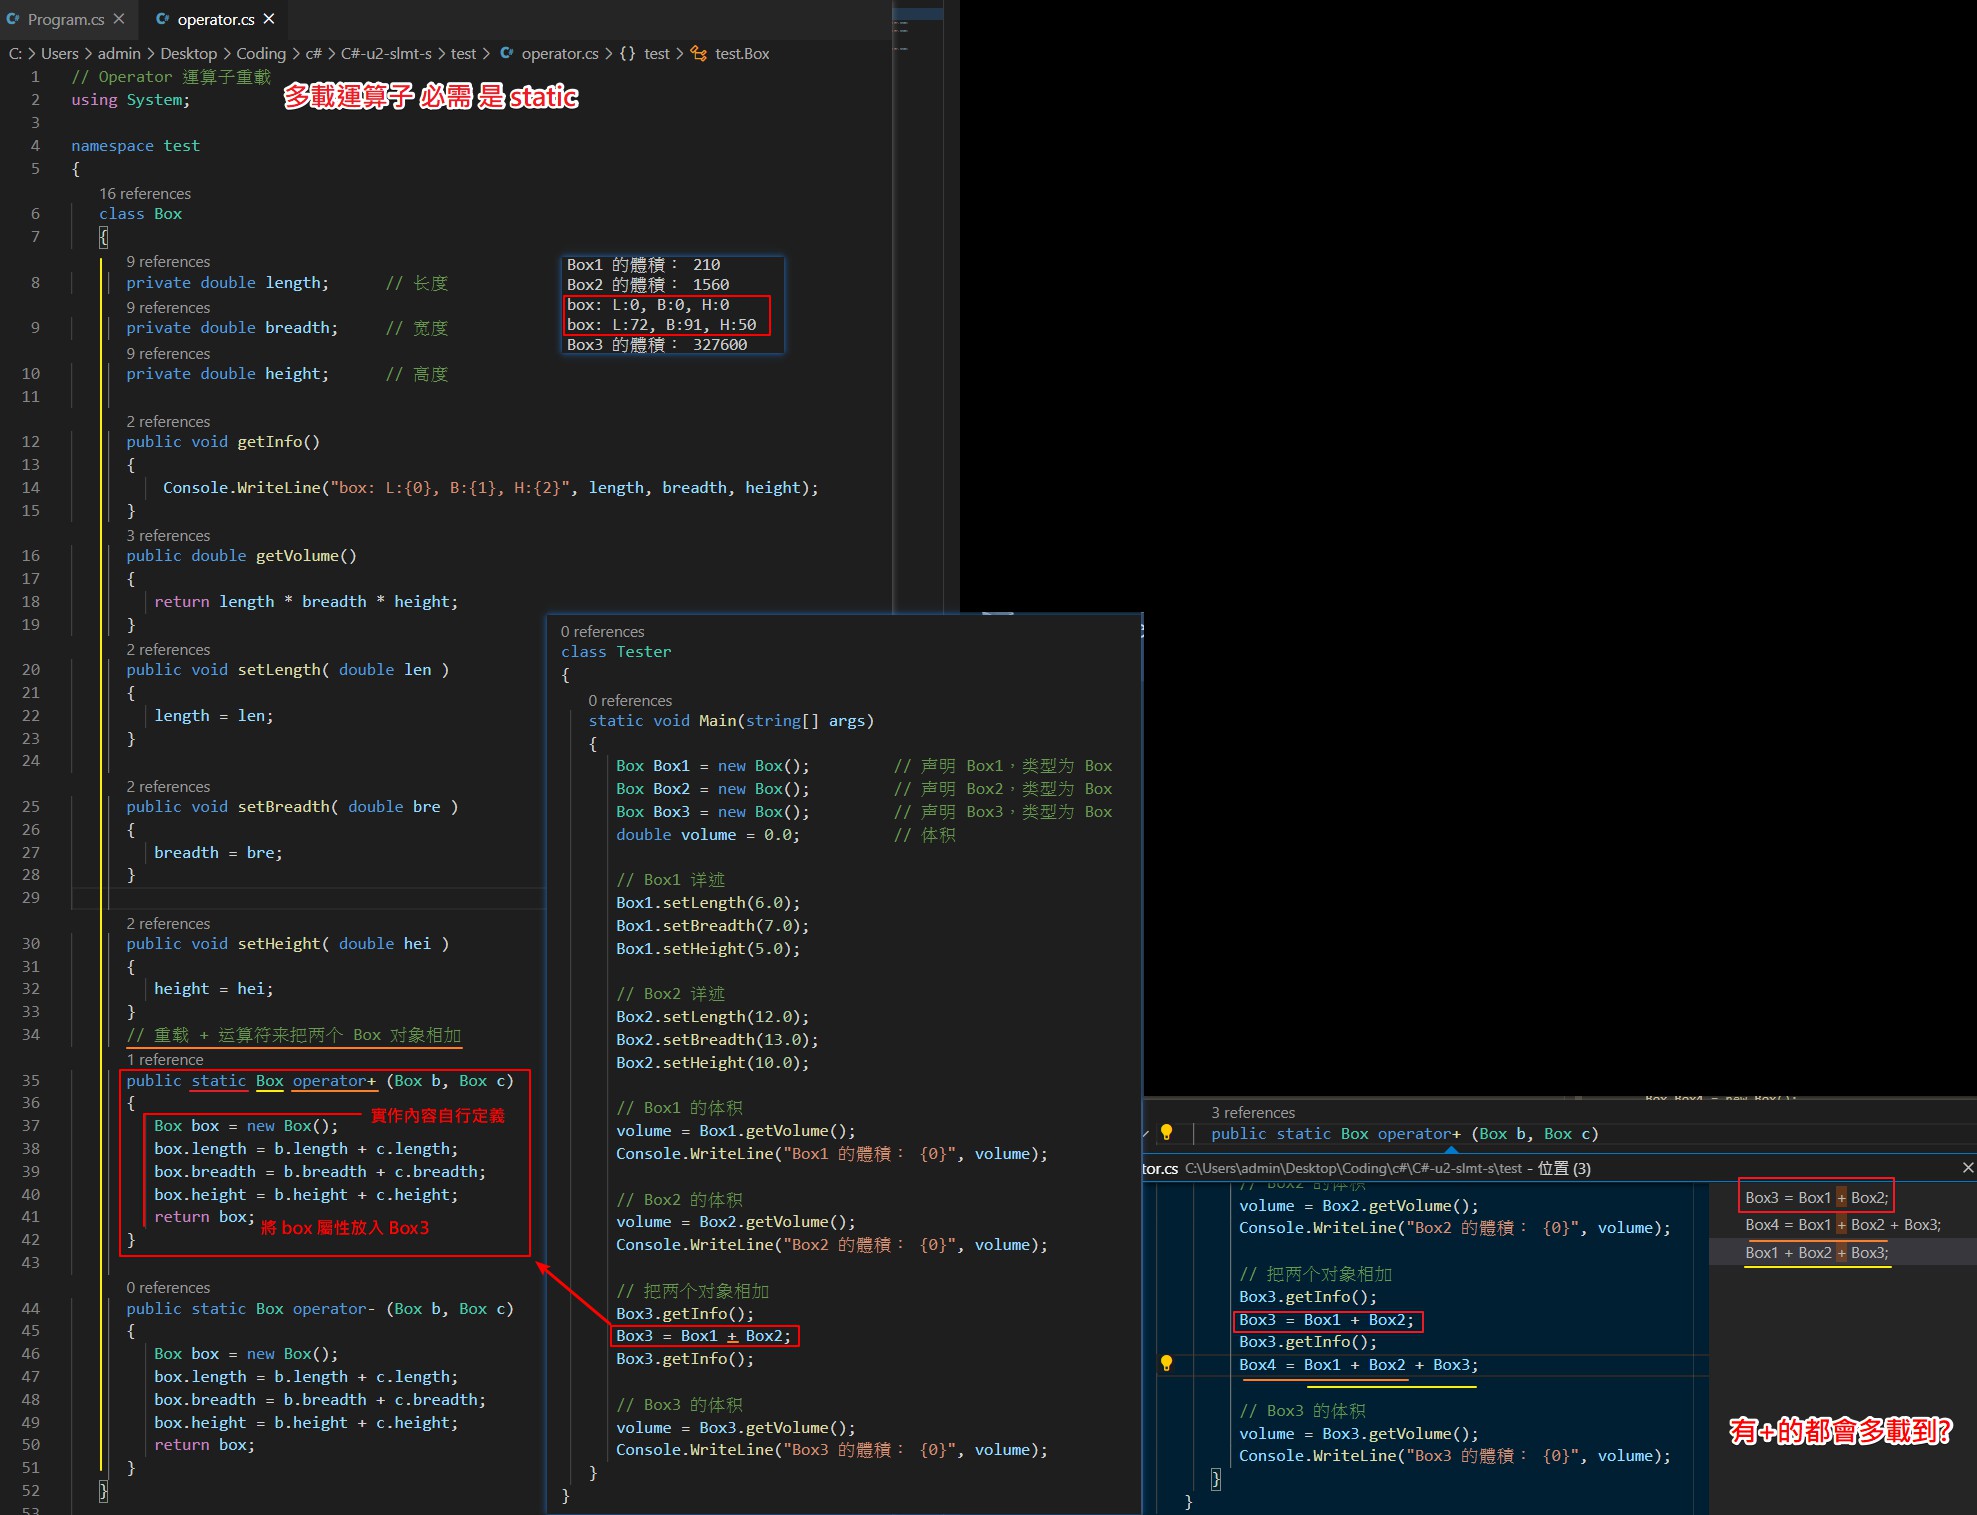 Program.cs
operator.cs
C: > Users > admin > Desktop > Coding > c# > C#-u2-slmt-s > test > operator.cs > {} test > test.Box
1 // Operator 運算子重載
多載運算子 必需 是 static
2 using System;
3
4 namespace test
5 {
16 references
6 class Box
7 {
9 references
8 private double length; // 长度
9 references
9 private double breadth; // 宽度
9 references
10 private double height; // 高度
11
2 references
12 public void getInfo()
13 {
14 Console.WriteLine("box: L:{0}, B:{1}, H:{2}", length, breadth, height);
15 }
3 references
16 public double getVolume()
17 {
18 return length * breadth * height;
19 }
2 references
20 public void setLength( double len )
21 {
22 length = len;
23 }
24
2 references
25 public void setBreadth( double bre )
26 {
27 breadth = bre;
28 }
29
2 references
30 public void setHeight( double hei )
31 {
32 height = hei;
33 }
34 // 重载 + 运算符来把两个 Box 对象相加
1 reference
35 public static Box operator+ (Box b, Box c)
36 {
實作內容自行定義
37 Box box = new Box();
38 box.length = b.length + c.length;
39 box.breadth = b.breadth + c.breadth;
40 box.height = b.height + c.height;
41 return box;
將 box 屬性放入 Box3
42 }
43
0 references
44 public static Box operator- (Box b, Box c)
45 {
46 Box box = new Box();
47 box.length = b.length + c.length;
48 box.breadth = b.breadth + c.breadth;
49 box.height = b.height + c.height;
50 return box;
51 }
52 }
53
Box1 的體積： 210
Box2 的體積： 1560
box: L:0, B:0, H:0
box: L:72, B:91, H:50
Box3 的體積： 327600
0 references
class Tester
{
0 references
static void Main(string[] args)
{
Box Box1 = new Box(); // 声明 Box1，类型为 Box
Box Box2 = new Box(); // 声明 Box2，类型为 Box
Box Box3 = new Box(); // 声明 Box3，类型为 Box
double volume = 0.0; // 体积
// Box1 详述
Box1.setLength(6.0);
Box1.setBreadth(7.0);
Box1.setHeight(5.0);
// Box2 详述
Box2.setLength(12.0);
Box2.setBreadth(13.0);
Box2.setHeight(10.0);
// Box1 的体积
volume = Box1.getVolume();
Console.WriteLine("Box1 的體積： {0}", volume);
// Box2 的体积
volume = Box2.getVolume();
Console.WriteLine("Box2 的體積： {0}", volume);
// 把两个对象相加
Box3.getInfo();
Box3 = Box1 + Box2;
Box3.getInfo();
// Box3 的体积
volume = Box3.getVolume();
Console.WriteLine("Box3 的體積： {0}", volume);
}
}
Box Box4 = new Box();
3 references
public static Box operator+ (Box b, Box c)
tor.cs C:\Users\admin\Desktop\Coding\c#\C#-u2-slmt-s\test - 位置 (3)
// Box2 的体积
volume = Box2.getVolume();
Console.WriteLine("Box2 的體積： {0}", volume);
// 把两个对象相加
Box3.getInfo();
Box3 = Box1 + Box2;
Box3.getInfo();
Box4 = Box1 + Box2 + Box3;
// Box3 的体积
volume = Box3.getVolume();
Console.WriteLine("Box3 的體積： {0}", volume);
}
}
Box3 = Box1 + Box2;
Box4 = Box1 + Box2 + Box3;
Box1 + Box2 + Box3;
有+的都會多載到?